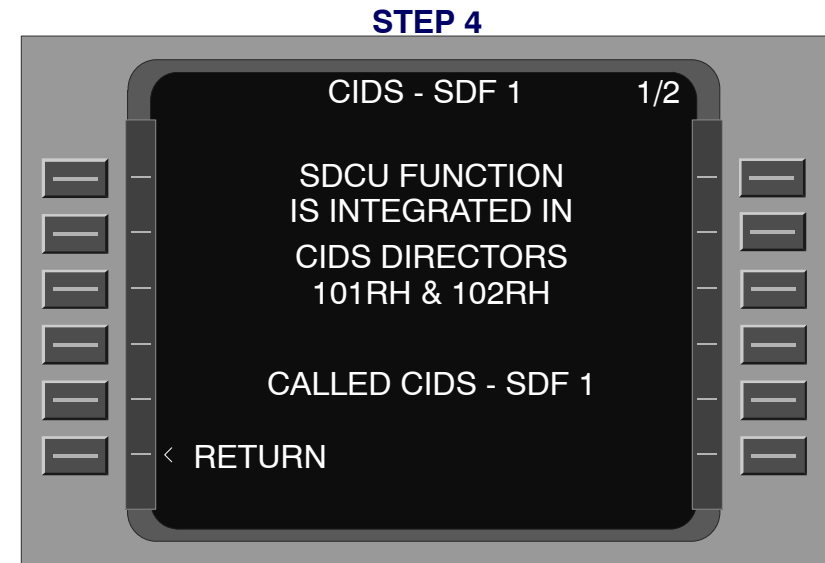 STEP 4
CIDS - SDF 1 1/2
SDCU FUNCTION
IS INTEGRATED IN
CIDS DIRECTORS
101RH & 102RH
CALLED CIDS - SDF 1
< RETURN